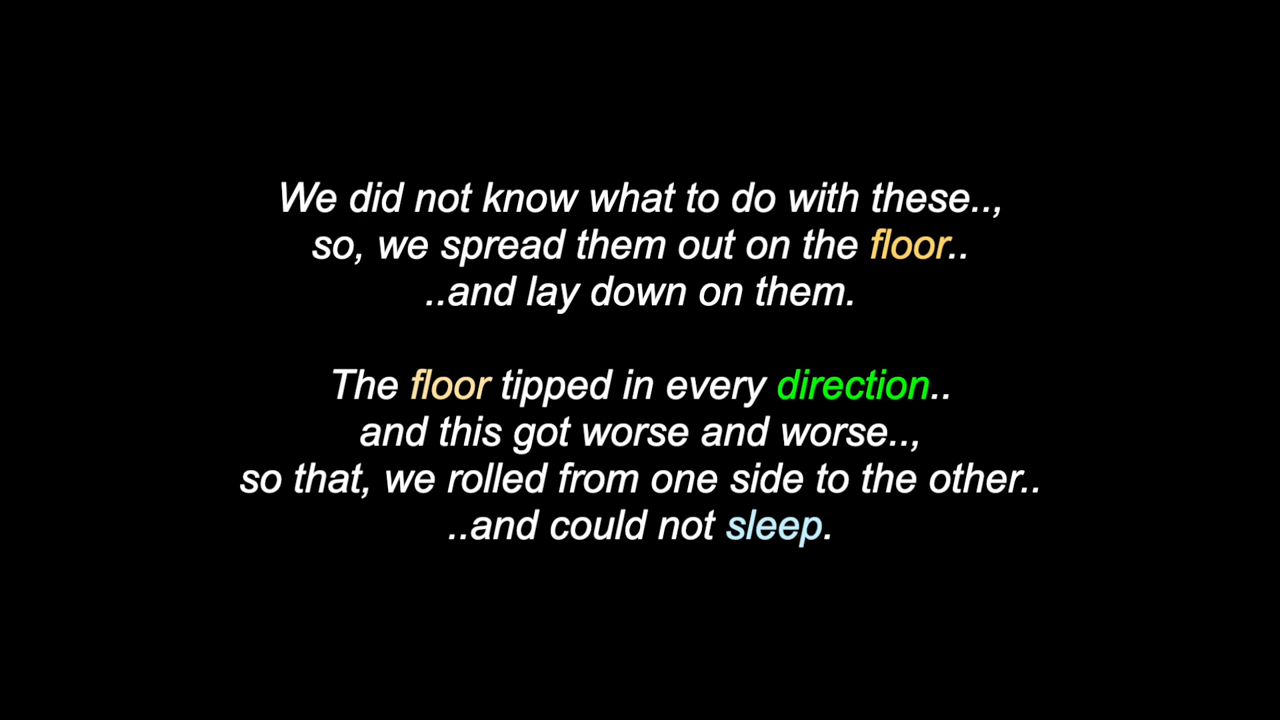 We did not know what to do with these..,
so, we spread them out on the floor..
..and lay down on them.
The floor tipped in every direction..
and this got worse and worse..,
so that, we rolled from one side to the other..
..and could not sleep.